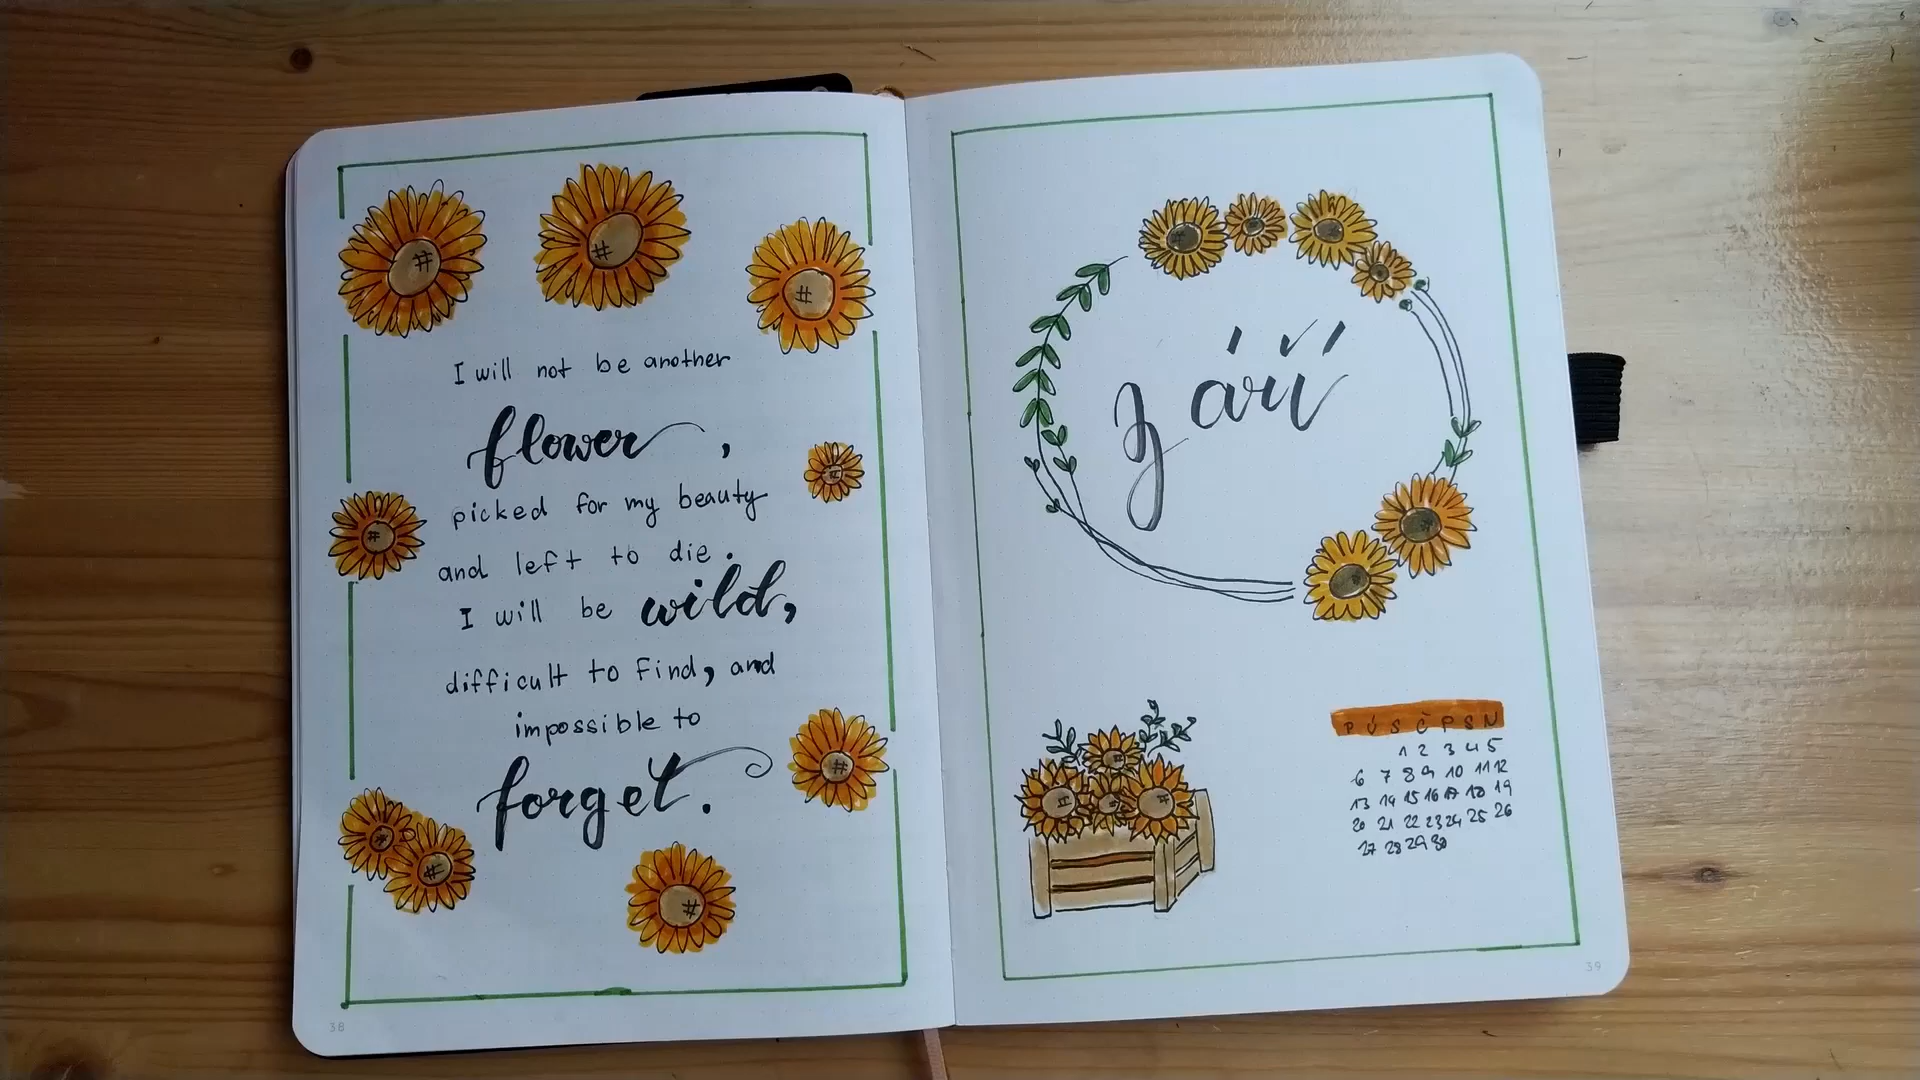 I will not be another
flower,
picked for my beauty
and left to die.
I will be wild,
difficult to find, and
impossible to
forget.
38
září
P Ú S Č P S N
1 2 3 4 5
6 7 8 9 10 11 12
13 14 15 16 17 18 19
20 21 22 23 24 25 26
27 28 29 30
39